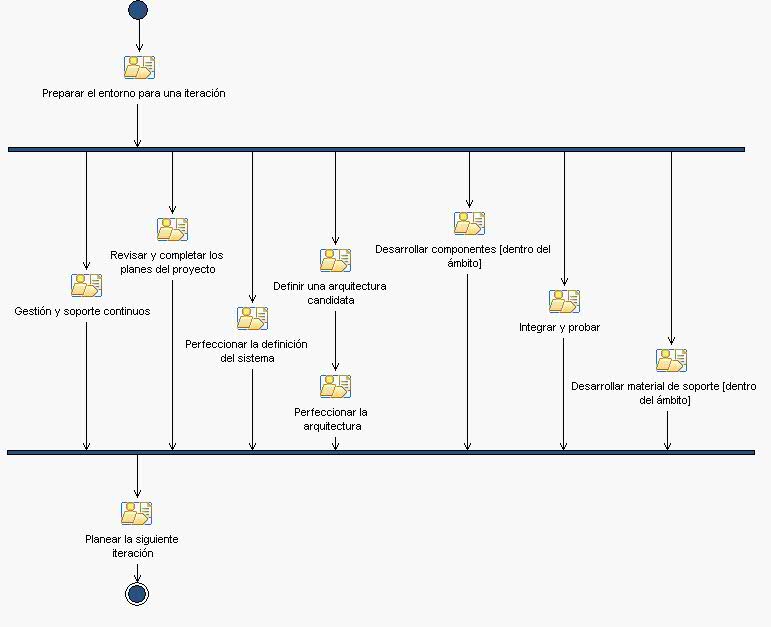 Preparar el entorno para una iteración
Revisar y completar los
planes del proyecto
Desarrollar componentes [dentro del
ámbito]
Definir una arquitectura
candidata
Gestión y soporte continuos
Integrar y probar
Perfeccionar la definición
del sistema
Desarrollar material de soporte [dentro
del ámbito]
Perfeccionar la
arquitectura
Planear la siguiente
iteración